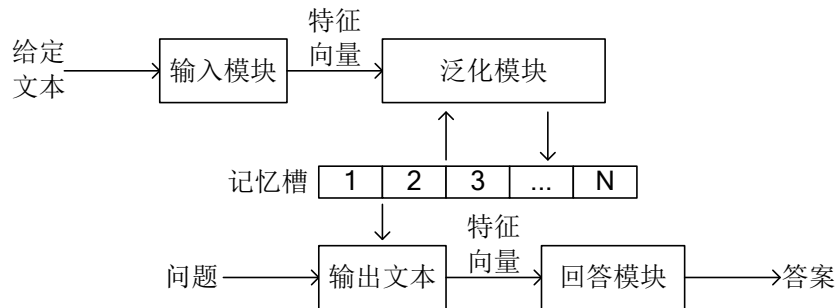 给定
文本
输入模块
特征
向量
泛化模块
记忆槽 1 2 3 ... N
问题
输出文本
特征
向量
回答模块
答案